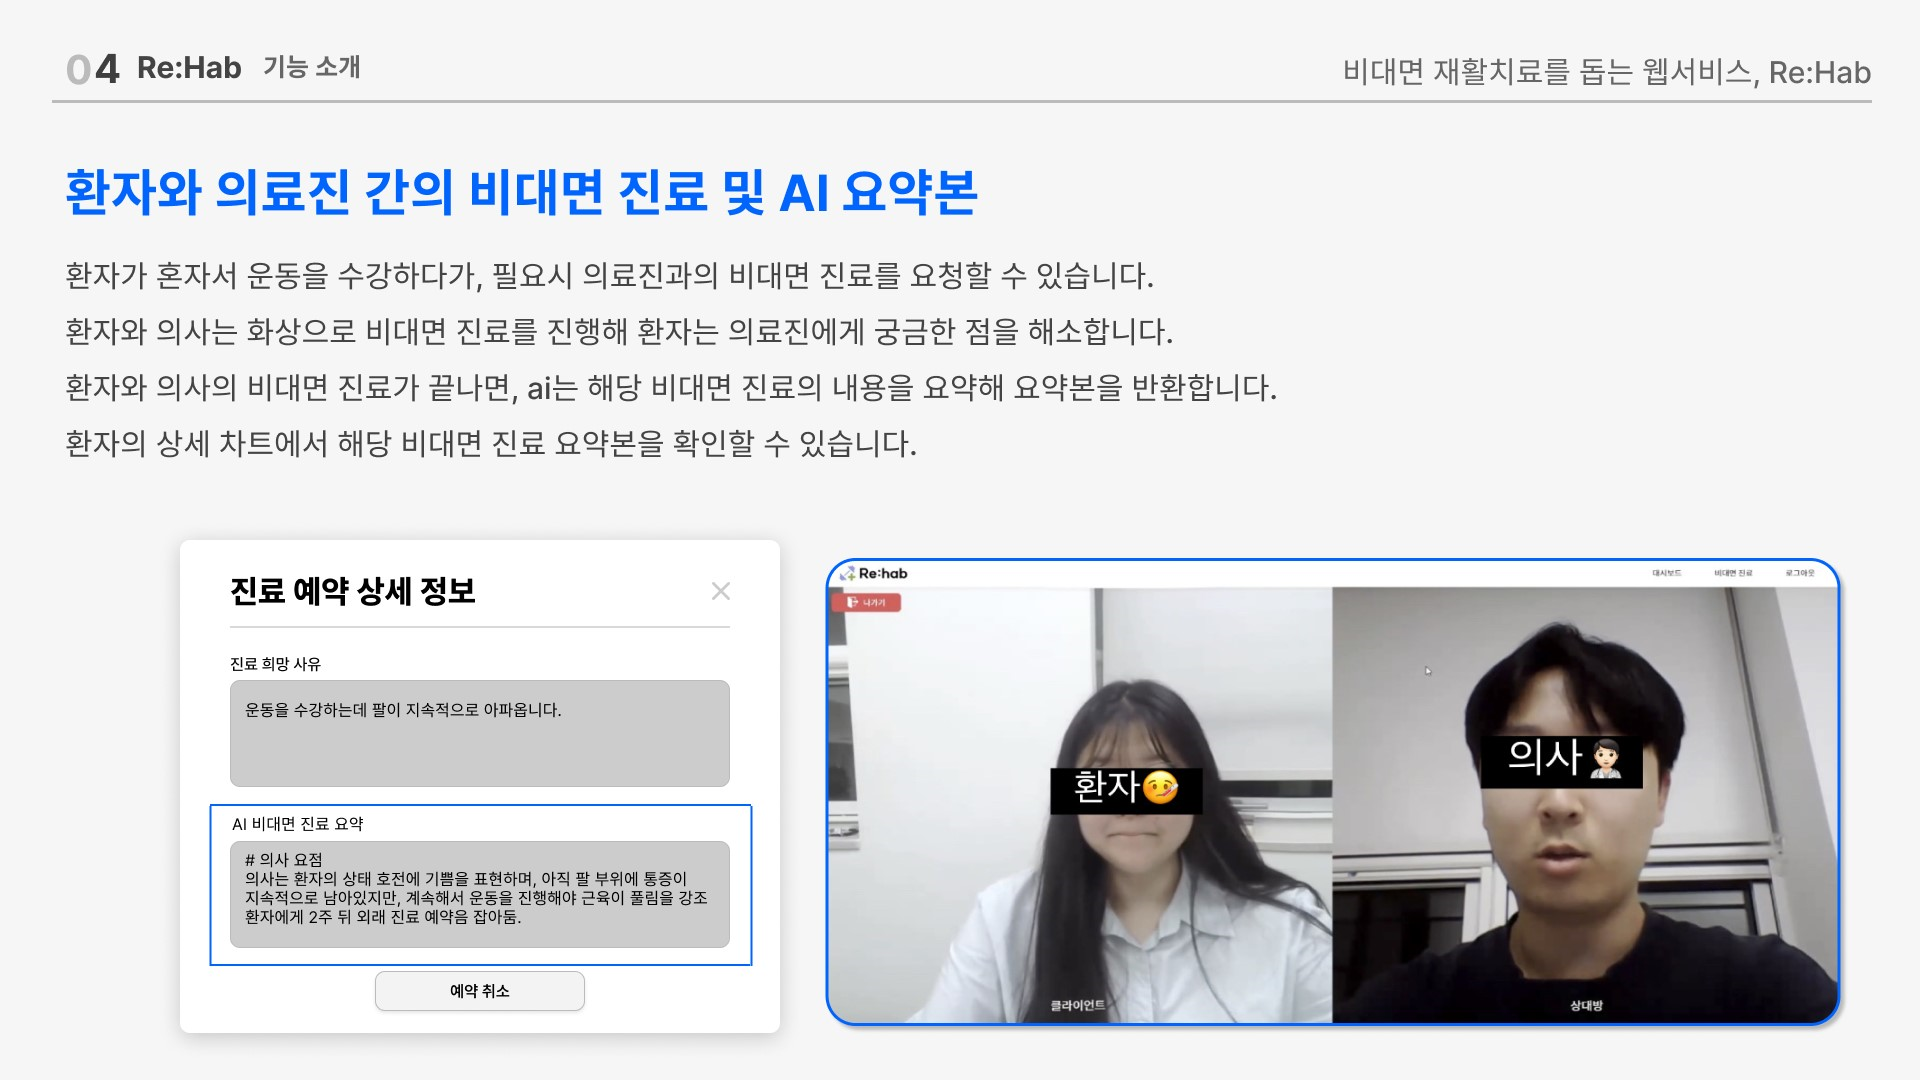 04 Re:Hab 기능 소개
비대면 재활치료를 돕는 웹서비스, Re:Hab
환자와 의료진 간의 비대면 진료 및 AI 요약본
환자가 혼자서 운동을 수강하다가, 필요시 의료진과의 비대면 진료를 요청할 수 있습니다.
환자와 의사는 화상으로 비대면 진료를 진행해 환자는 의료진에게 궁금한 점을 해소합니다.
환자와 의사의 비대면 진료가 끝나면, ai는 해당 비대면 진료의 내용을 요약해 요약본을 반환합니다.
환자의 상세 차트에서 해당 비대면 진료 요약본을 확인할 수 있습니다.
진료 예약 상세 정보
진료 희망 사유
운동을 수강하는데 팔이 지속적으로 아파옵니다.
AI 비대면 진료 요약
# 의사 요점
의사는 환자의 상태 호전에 기쁨을 표현하며, 아직 팔 부위에 통증이
지속적으로 남아있지만, 계속해서 운동을 진행해야 근육이 풀림을 강조
환자에게 2주 뒤 외래 진료 예약음 잡아둠.
예약 취소
Re:hab
대시보드 비대면 진료 로그아웃
나가기
환자🤒
의사🧑🏻‍⚕️
클라이언트
상대방